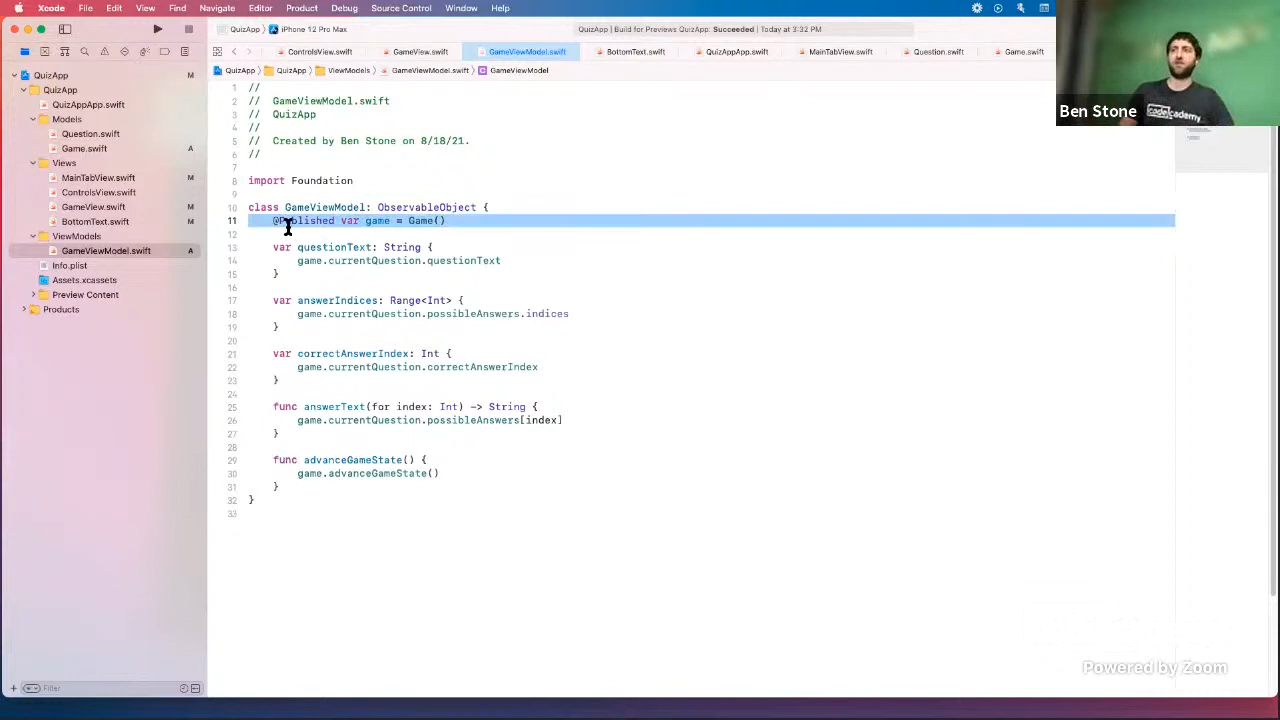 Xcode File Edit View Find Navigate Editor Product Debug Source Control Window Help
QuizApp iPhone 12 Pro Max
QuizApp | Build for Previews QuizApp: Succeeded | Today at 3:32 PM
ControlsView.swift GameView.swift GameViewModel.swift BottomText.swift QuizAppApp.swift MainTabView.swift Question.swift Game.swift
QuizApp QuizApp ViewModels GameViewModel.swift GameViewModel
QuizApp M
QuizApp
QuizAppApp.swift
Models
Question.swift
Game.swift A
Views
MainTabView.swift M
ControlsView.swift M
GameView.swift M
BottomText.swift M
ViewModels
GameViewModel.swift A
Info.plist
Assets.xcassets
Preview Content
Products
Filter
1 //
2 // GameViewModel.swift
3 // QuizApp
4 //
5 // Created by Ben Stone on 8/18/21.
6 //
7
8 import Foundation
9
10 class GameViewModel: ObservableObject {
11 @Published var game = Game()
12
13 var questionText: String {
14 game.currentQuestion.questionText
15 }
16
17 var answerIndices: Range<Int> {
18 game.currentQuestion.possibleAnswers.indices
19 }
20
21 var correctAnswerIndex: Int {
22 game.currentQuestion.correctAnswerIndex
23 }
24
25 func answerText(for index: Int) -> String {
26 game.currentQuestion.possibleAnswers[index]
27 }
28
29 func advanceGameState() {
30 game.advanceGameState()
31 }
32 }
33
Ben Stone
codecademy
Powered by Zoom